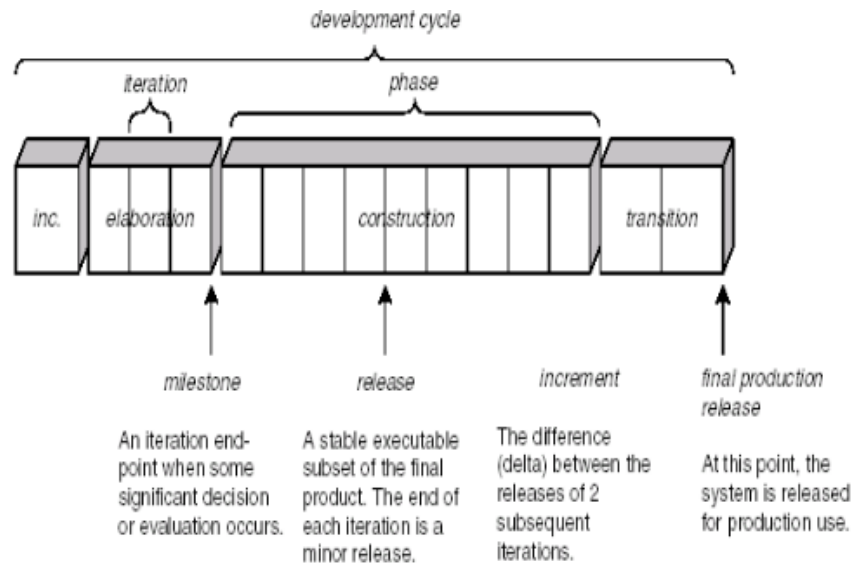 development cycle
iteration
phase
inc.
elaboration
construction
transition
milestone
release
increment
final production
release
An iteration end-
point when some
significant decision
or evaluation occurs.
A stable executable
subset of the final
product. The end of
each iteration is a
minor release.
The difference
(delta) between the
releases of 2
subsequent
iterations.
At this point, the
system is released
for production use.